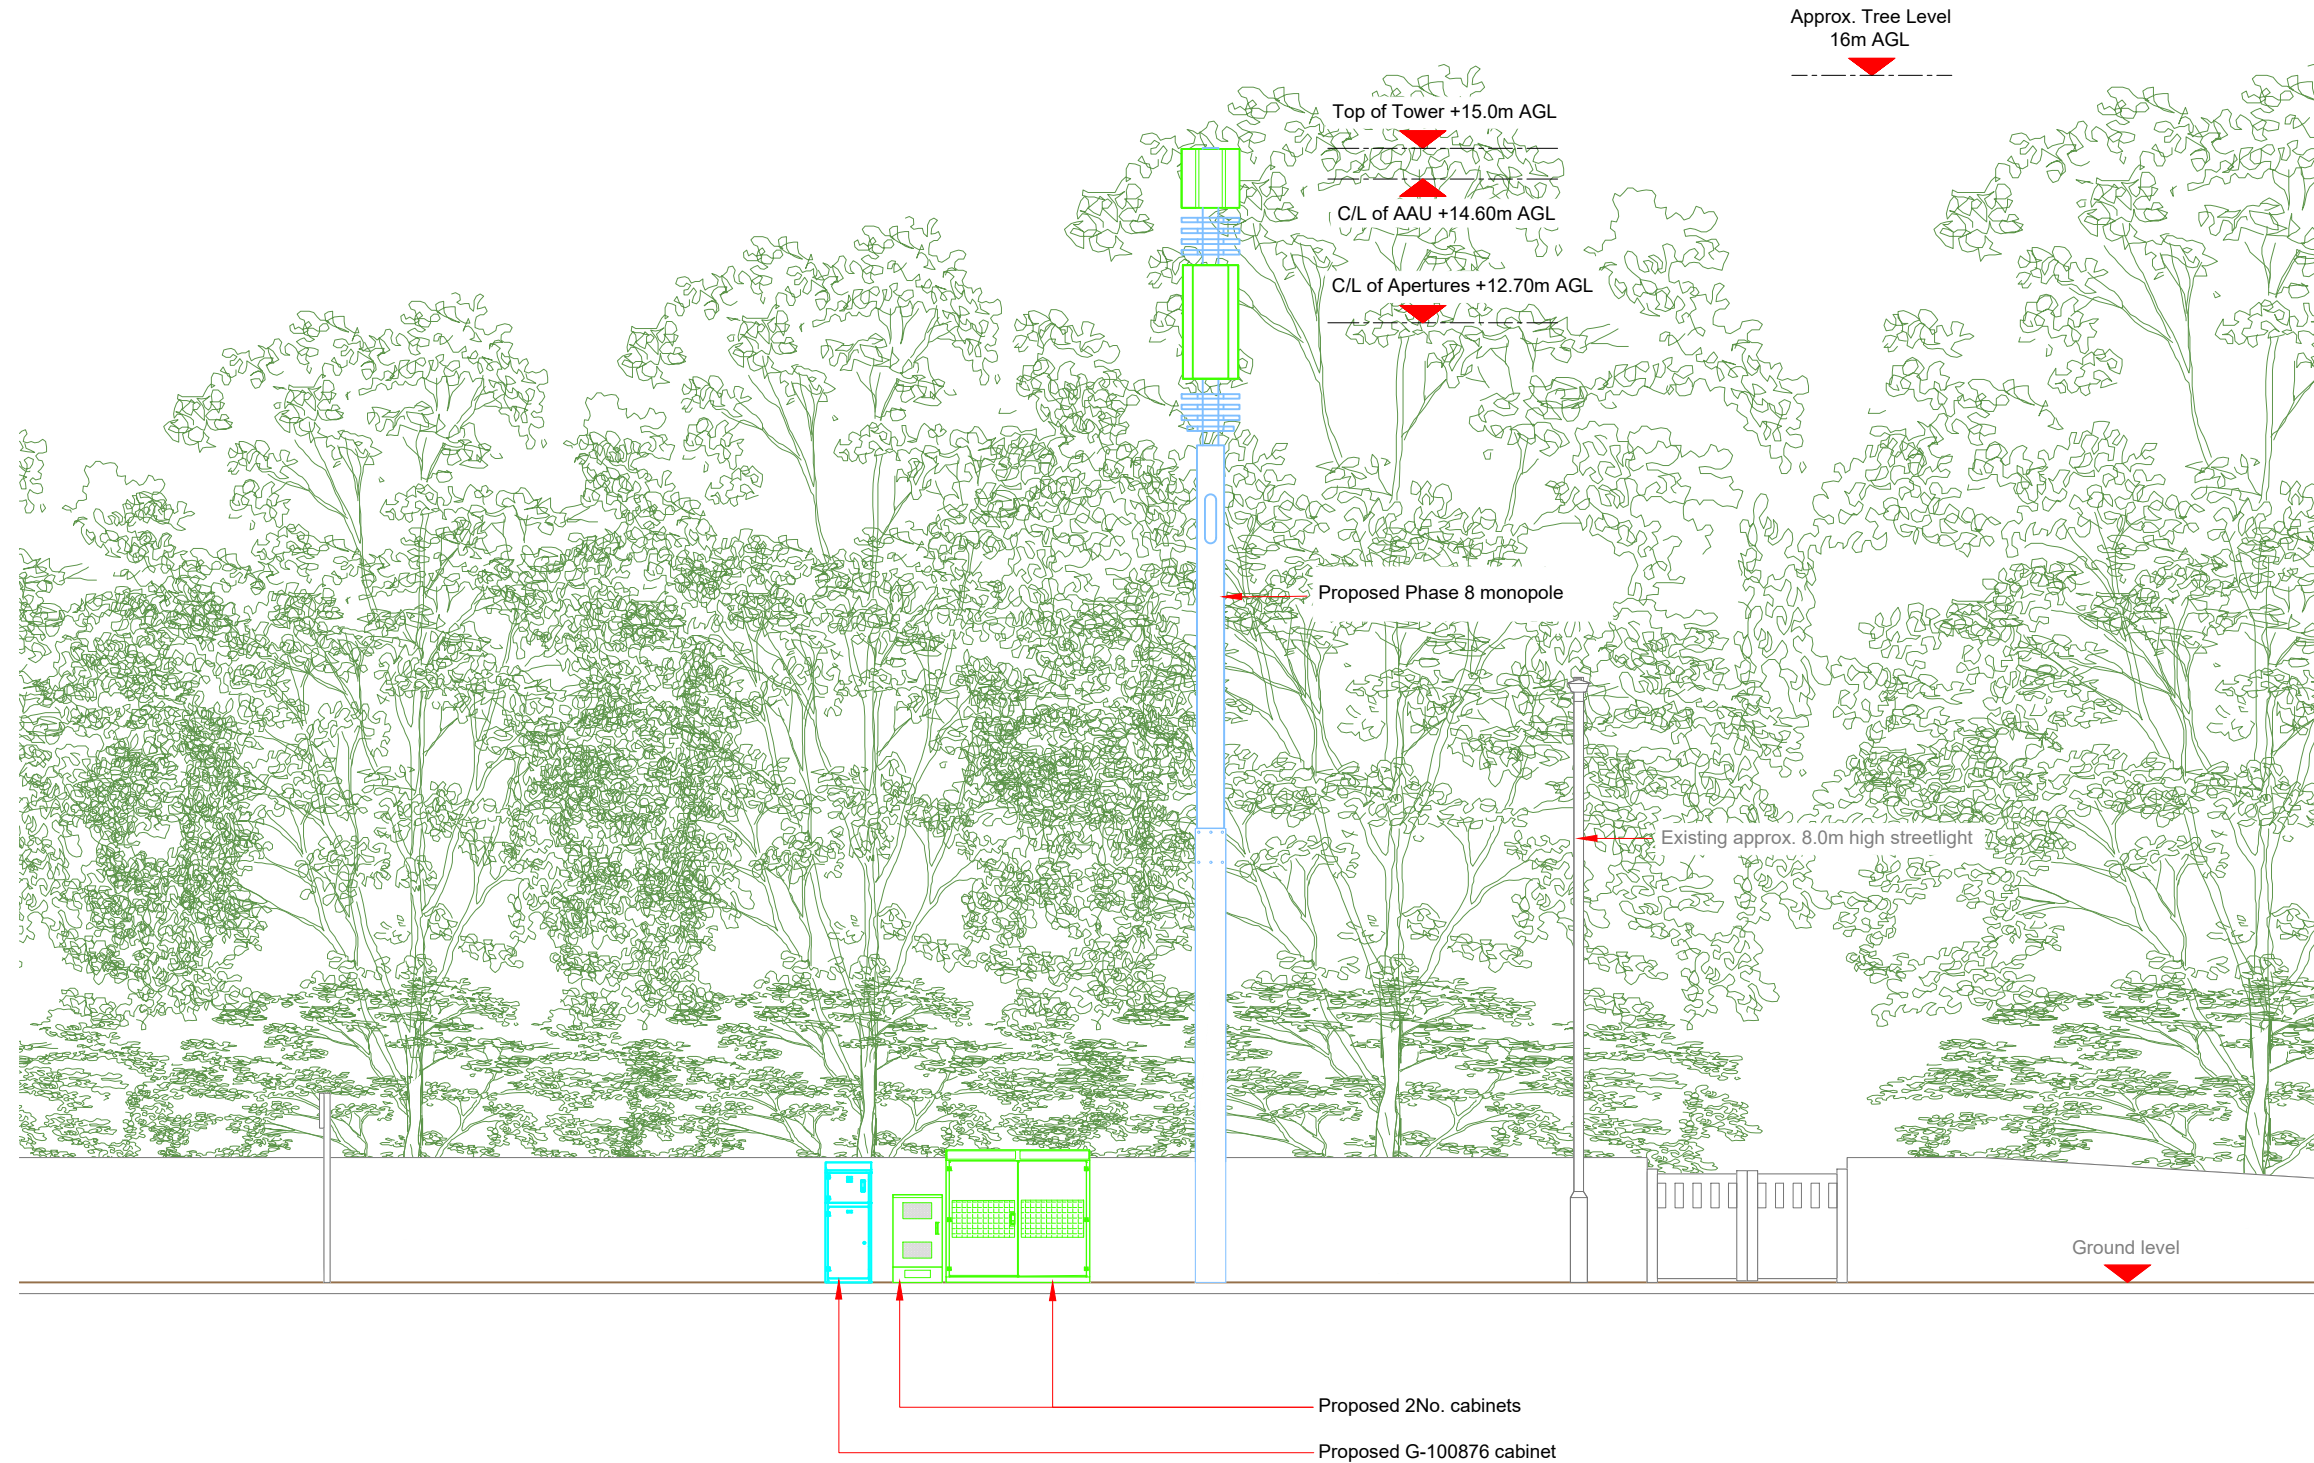 Approx. Tree Level
16m AGL
Top of Tower +15.0m AGL
C/L of AAU +14.60m AGL
C/L of Apertures +12.70m AGL
Proposed Phase 8 monopole
Existing approx. 8.0m high streetlight
Ground level
Proposed 2No. cabinets
Proposed G-100876 cabinet